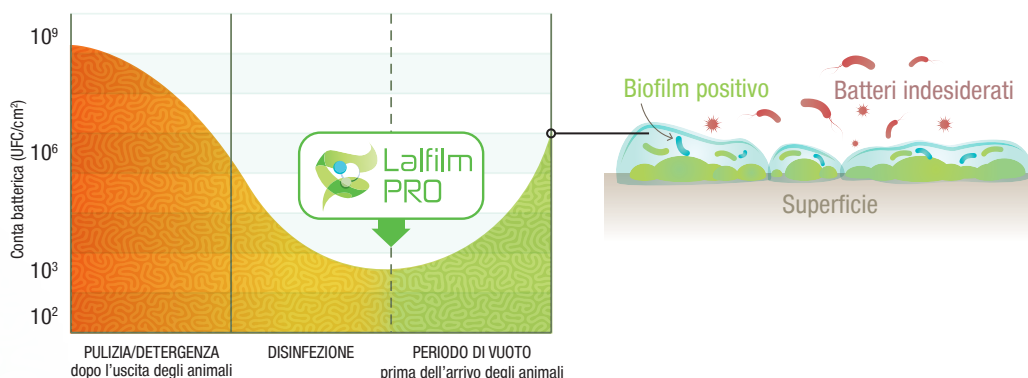 10⁹
10⁶
10³
10²
Conta batterica (UFC/cm²)
Lalfilm
PRO
PULIZIA/DETERGENZA
dopo l'uscita degli animali
DISINFEZIONE
PERIODO DI VUOTO
prima dell'arrivo degli animali
Biofilm positivo
Batteri indesiderati
Superficie